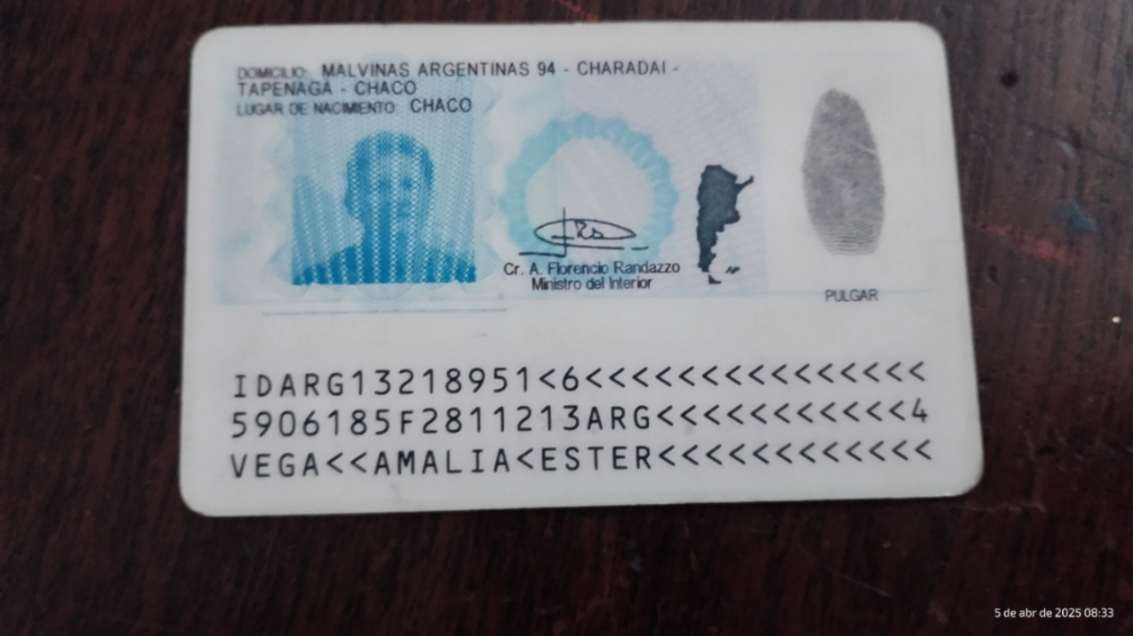 DOMICILIO: MALVINAS ARGENTINAS 94 - CHARADAI -
TAPENAGA - CHACO
LUGAR DE NACIMIENTO: CHACO
Cr. A. Florencio Randazzo
Ministro del Interior
PULGAR
IDARG13218951<6<<<<<<<<<<<<<<<
5906185F2811213ARG<<<<<<<<<<<4
VEGA<<AMALIA<ESTER<<<<<<<<<<<<
5 de abr de 2025 08:33